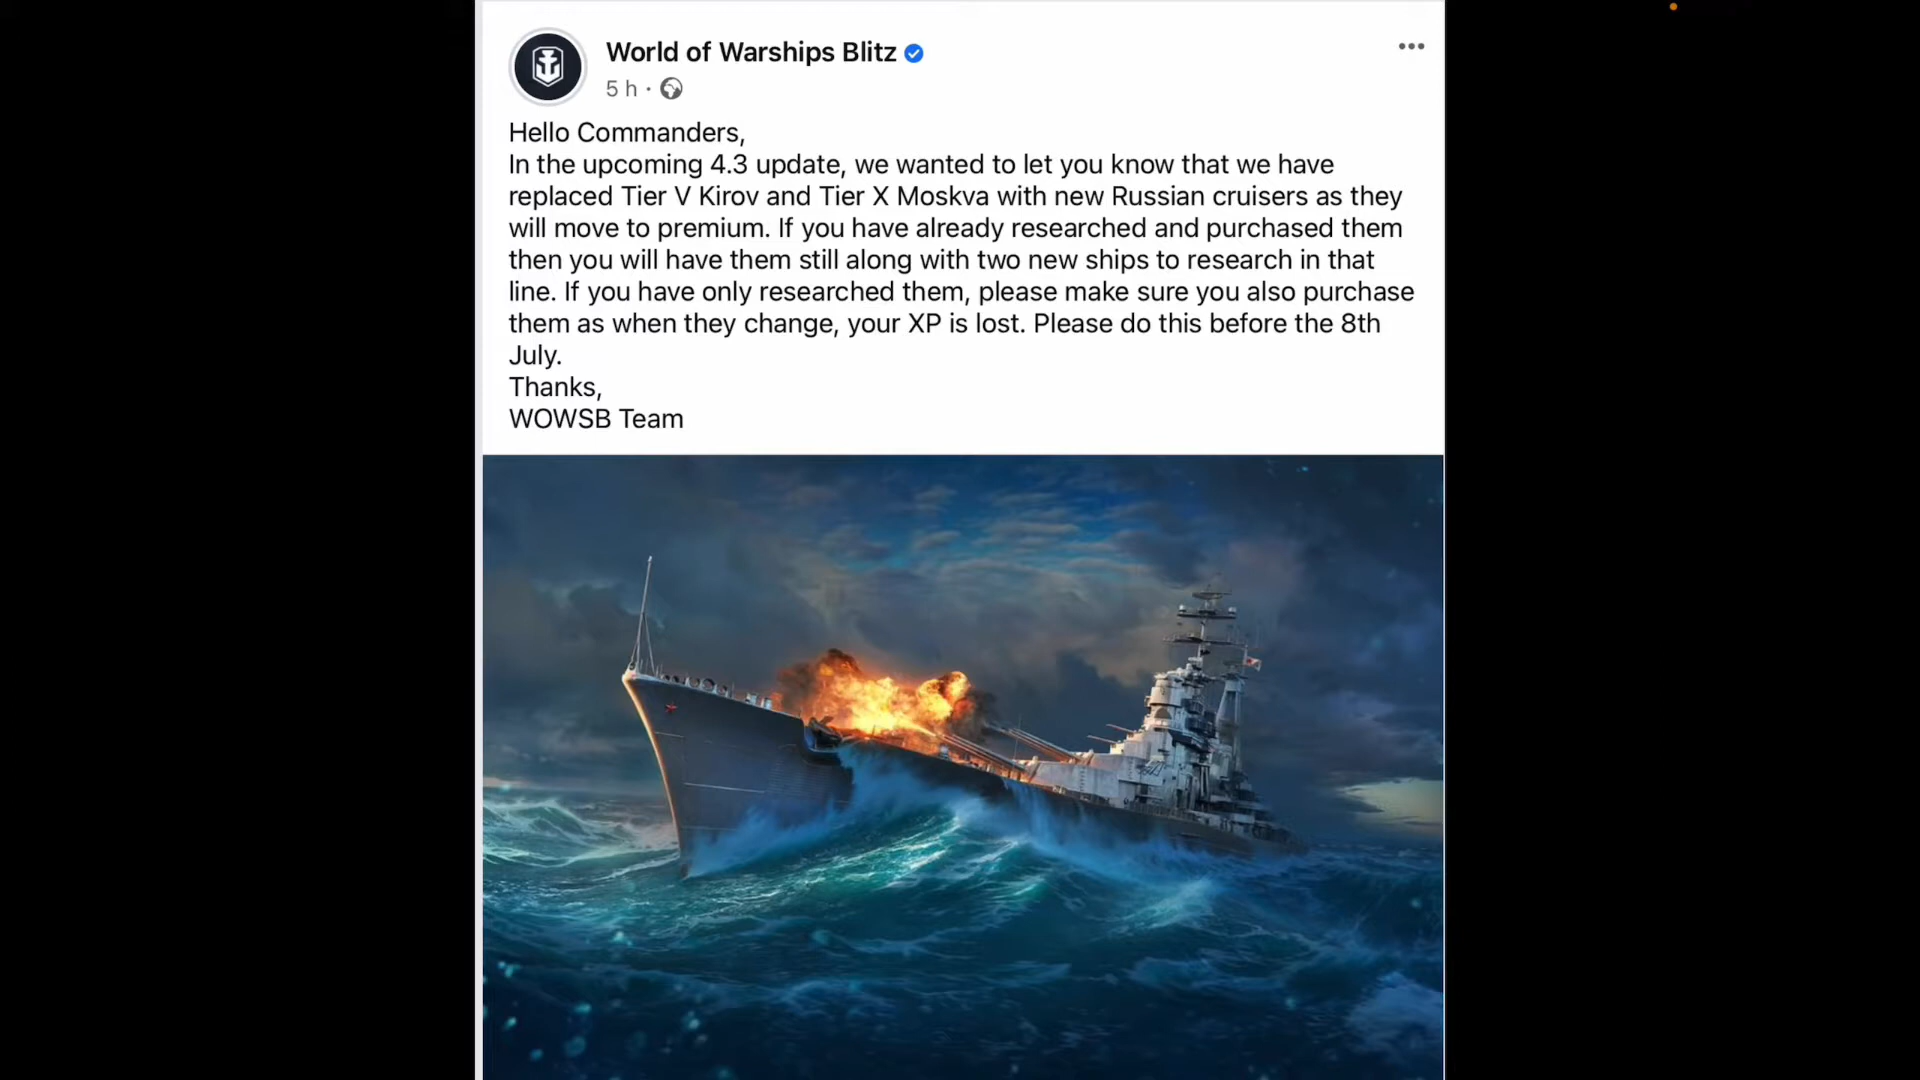 World of Warships Blitz
5 h ·
Hello Commanders,
In the upcoming 4.3 update, we wanted to let you know that we have
replaced Tier V Kirov and Tier X Moskva with new Russian cruisers as they
will move to premium. If you have already researched and purchased them
then you will have them still along with two new ships to research in that
line. If you have only researched them, please make sure you also purchase
them as when they change, your XP is lost. Please do this before the 8th
July.
Thanks,
WOWSB Team